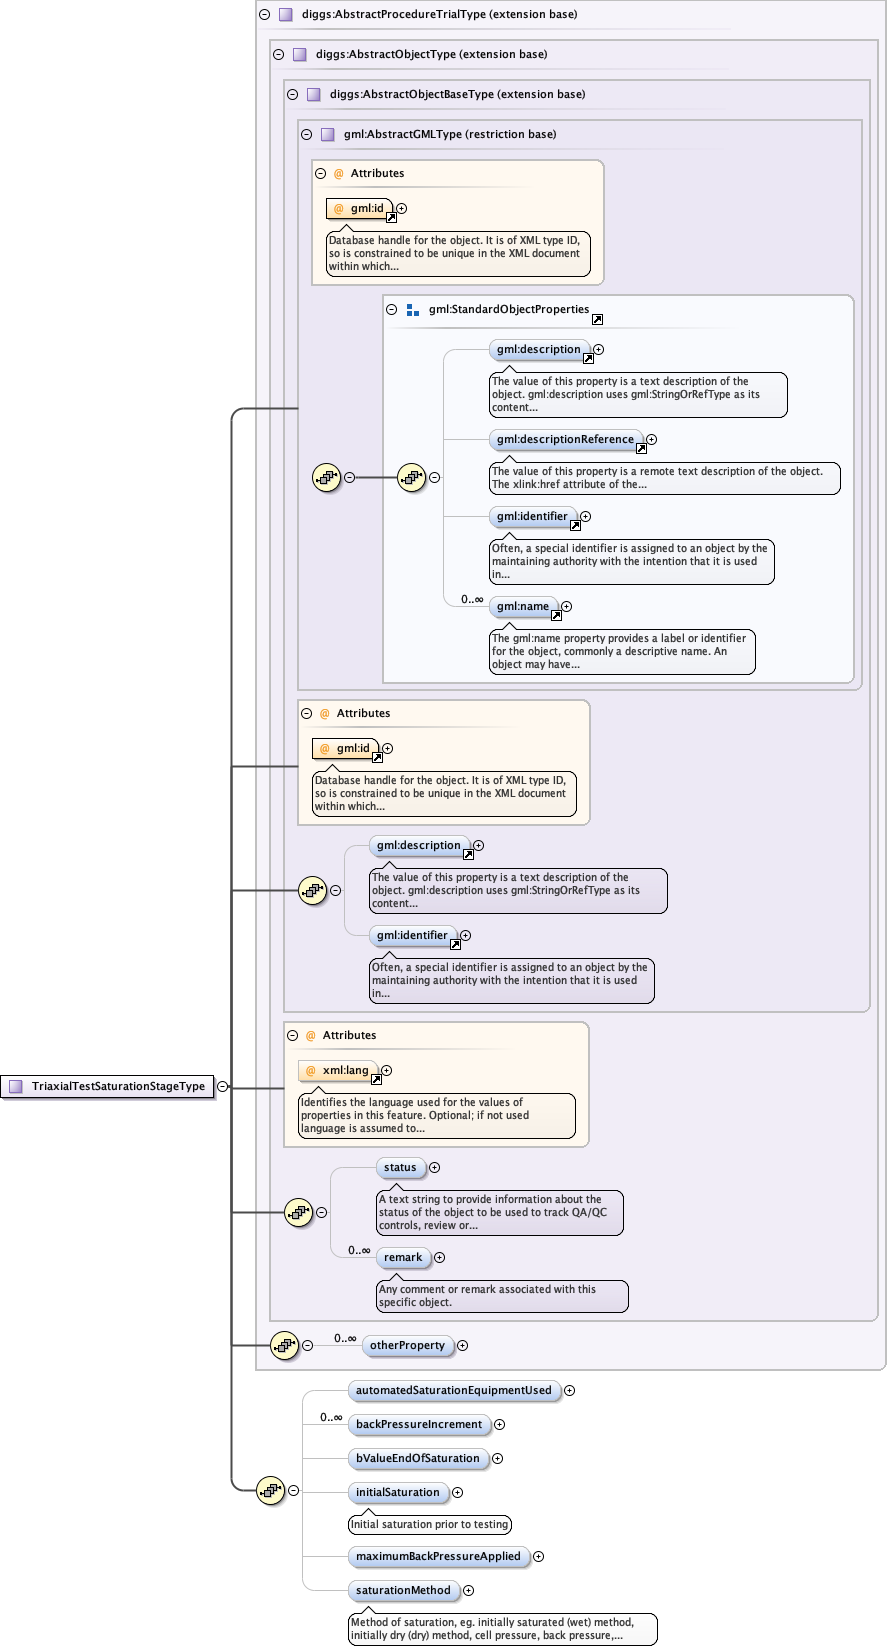 diggs:AbstractProcedureTrialType (extension base)
diggs:AbstractObjectType (extension base)
diggs:AbstractObjectBaseType (extension base)
gml:AbstractGMLType (restriction base)
@ Attributes
@ gml:id
Database handle for the object. It is of XML type ID,
so is constrained to be unique in the XML document
within which...
gml:StandardObjectProperties
gml:description
The value of this property is a text description of the
object. gml:description uses gml:StringOrRefType as its
content...
gml:descriptionReference
The value of this property is a remote text description of the object.
The xlink:href attribute of the...
gml:identifier
Often, a special identifier is assigned to an object by the
maintaining authority with the intention that it is used
in...
0..∞
gml:name
The gml:name property provides a label or identifier
for the object, commonly a descriptive name. An
object may have...
@ Attributes
@ gml:id
Database handle for the object. It is of XML type ID,
so is constrained to be unique in the XML document
within which...
gml:description
The value of this property is a text description of the
object. gml:description uses gml:StringOrRefType as its
content...
gml:identifier
Often, a special identifier is assigned to an object by the
maintaining authority with the intention that it is used
in...
@ Attributes
@ xml:lang
TriaxialTestSaturationStageType
Identifies the language used for the values of
properties in this feature. Optional; if not used
language is assumed to...
status
A text string to provide information about the
status of the object to be used to track QA/QC
controls, review or...
0..∞
remark
Any comment or remark associated with this
specific object.
0..∞
otherProperty
automatedSaturationEquipmentUsed
0..∞
backPressureIncrement
bValueEndOfSaturation
initialSaturation
Initial saturation prior to testing
maximumBackPressureApplied
saturationMethod
Method of saturation, eg. initially saturated (wet) method,
initially dry (dry) method, cell pressure, back pressure,...